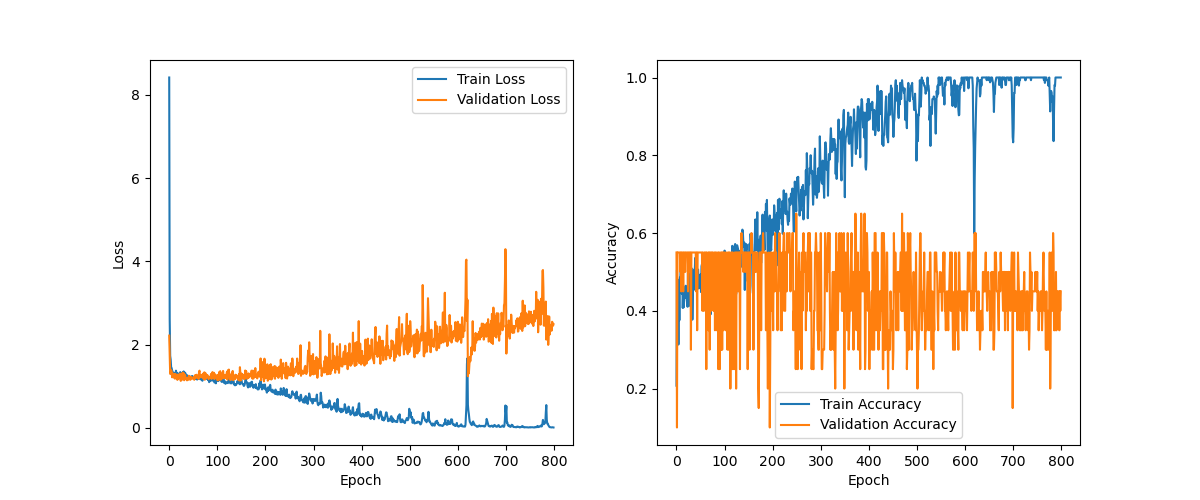 Train Loss
Validation Loss
Loss
8
6
4
2
0
0 100 200 300 400 500 600 700 800
Epoch
Accuracy
1.0
0.8
0.6
0.4
0.2
Train Accuracy
Validation Accuracy
0 100 200 300 400 500 600 700 800
Epoch